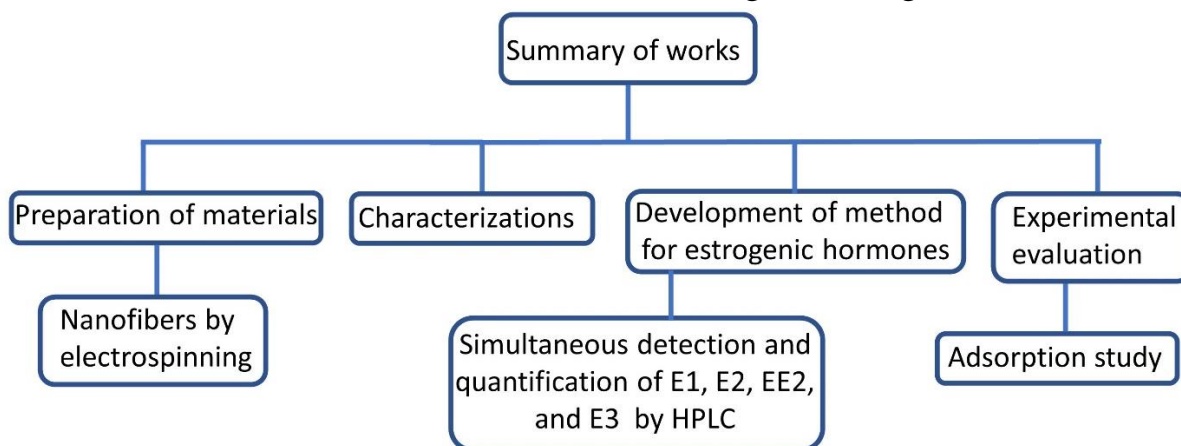 Summary of works
Preparation of materials
Characterizations
Development of method
for estrogenic hormones
Experimental
evaluation
Nanofibers by
electrospinning
Simultaneous detection and
quantification of E1, E2, EE2,
and E3 by HPLC
Adsorption study